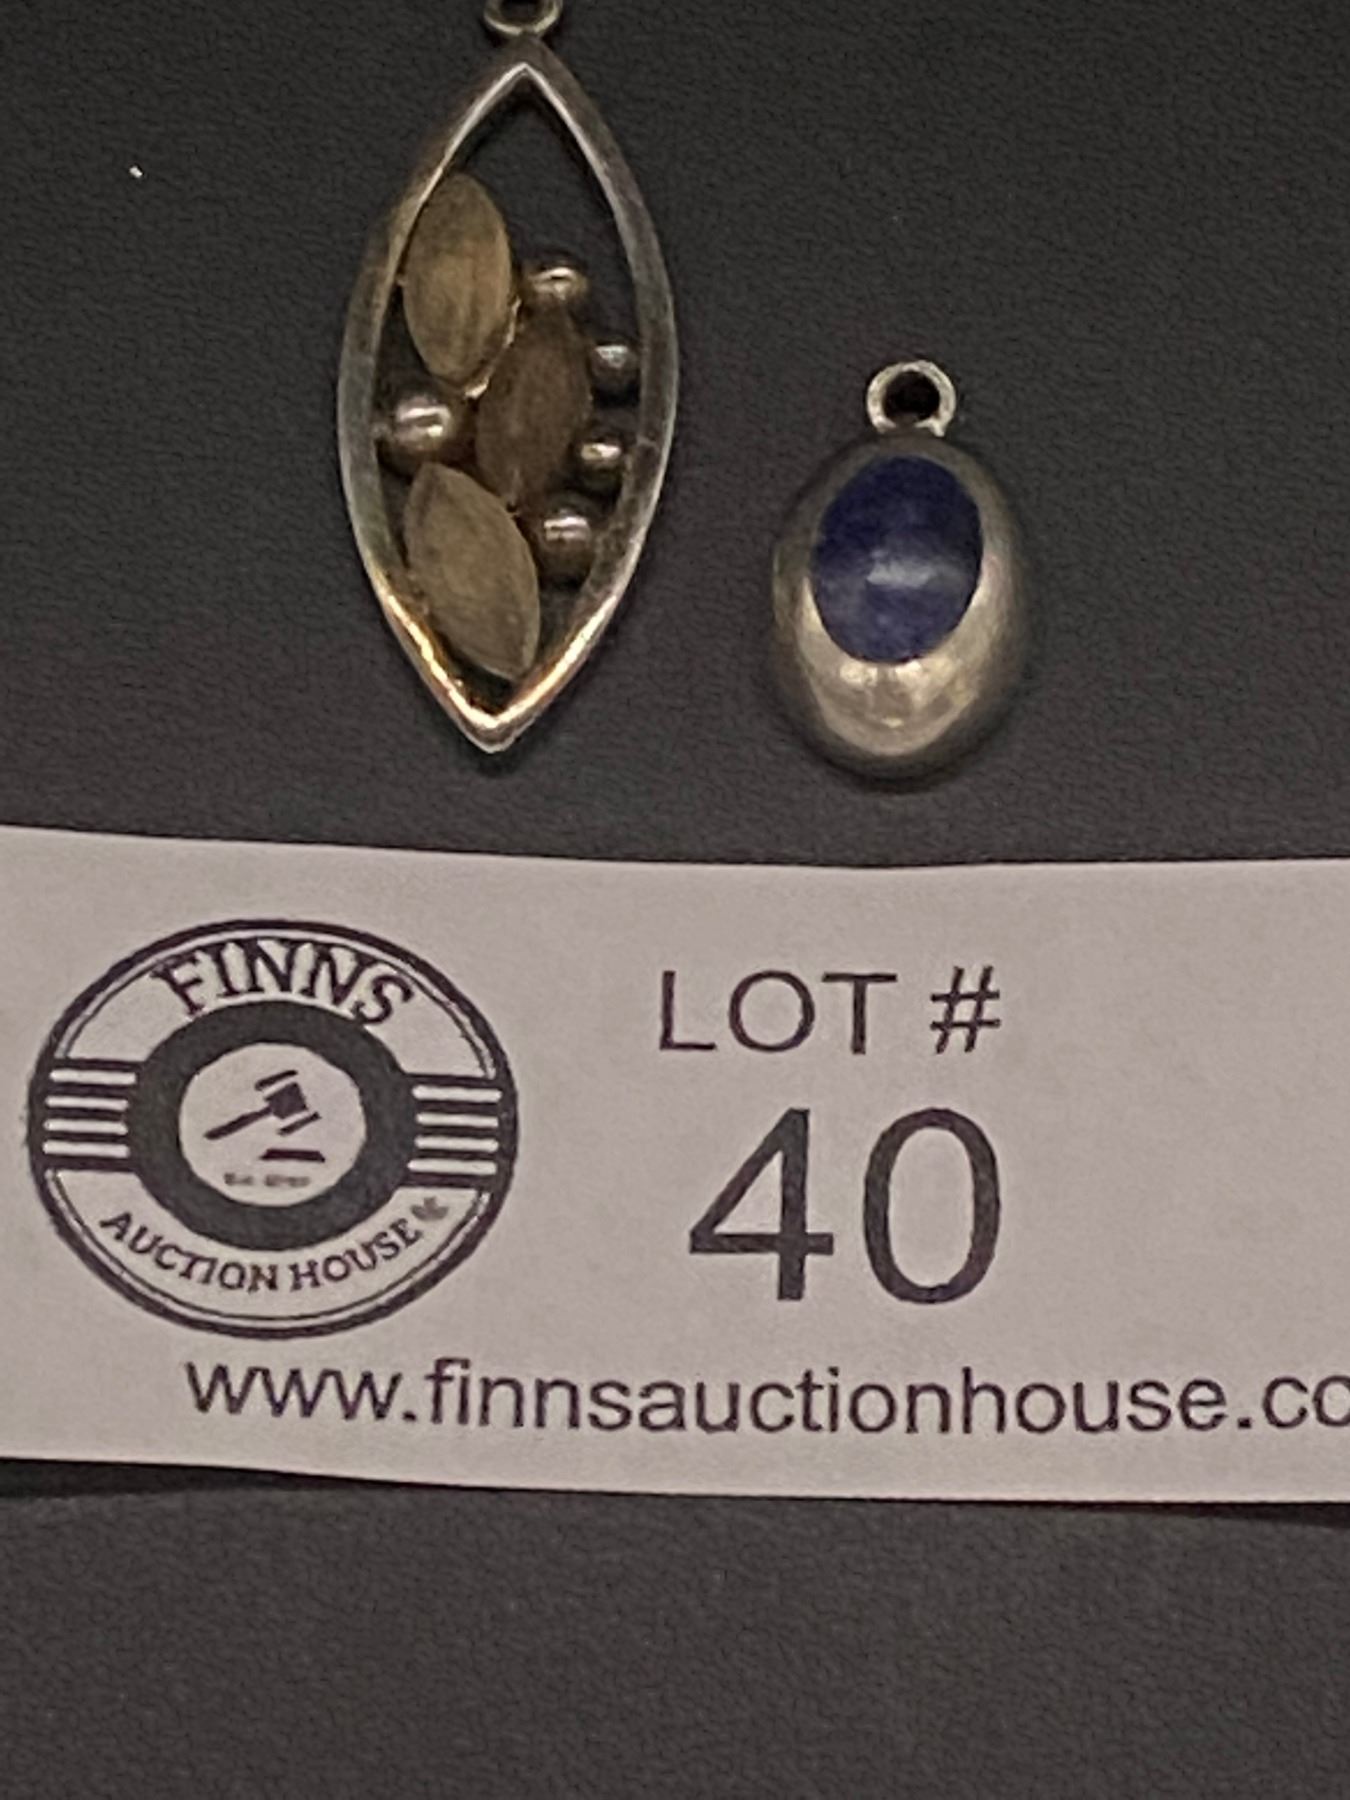 FINNS
AUCTION HOUSE
LOT #
40
www.finnsauctionhouse.co